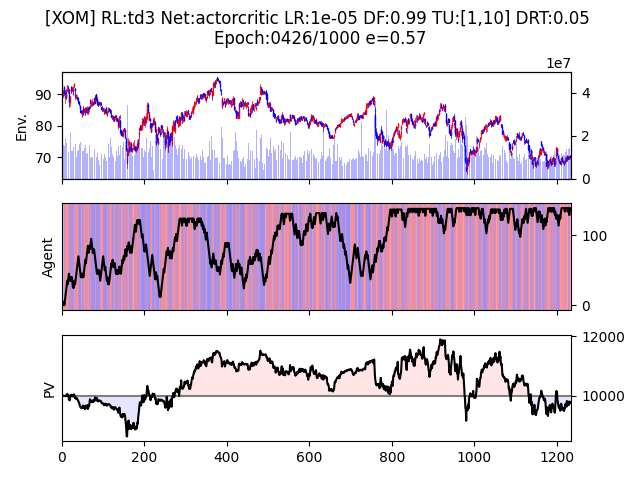 [XOM] RL:td3 Net:actorcritic LR:1e-05 DF:0.99 TU:[1,10] DRT:0.05
Epoch:0426/1000 e=0.57
1e7
90
80
70
Env.
4
2
0
Agent
100
0
PV
12000
10000
0
200
400
600
800
1000
1200